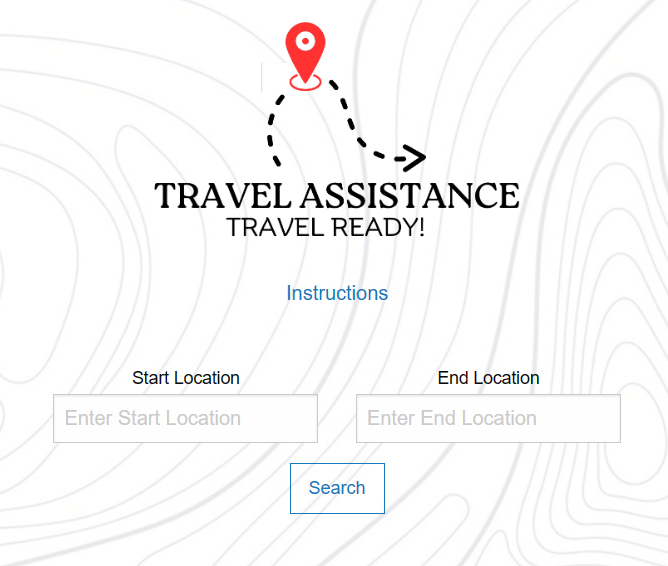 TRAVEL ASSISTANCE
TRAVEL READY!
Instructions
Start Location
End Location
Enter Start Location
Enter End Location
Search